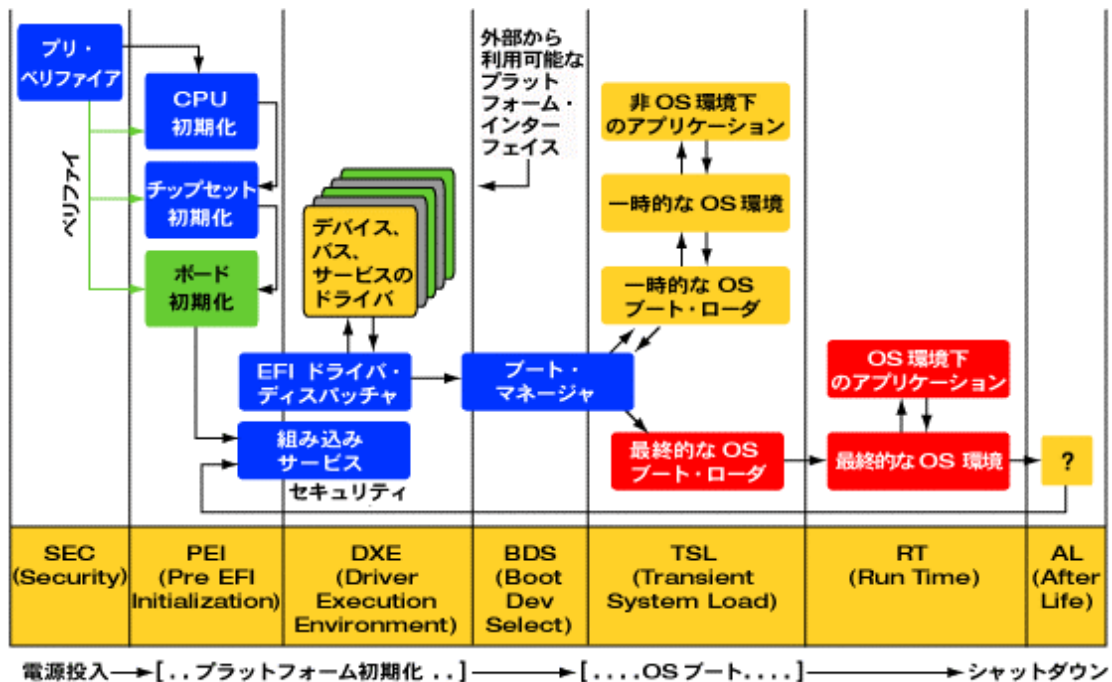 プリ・
ベリファイア
CPU
初期化
チップセット
初期化
ボード
初期化
ベリファイ
デバイス、
バス、
サービスの
ドライバ
EFI ドライバ・
ディスパッチャ
組み込み
サービス
セキュリティ
外部から
利用可能な
プラット
フォーム・
インター
フェイス
ブート・
マネージャ
非 OS 環境下
のアプリケーション
一時的な OS 環境
一時的な OS
ブート・ローダ
最終的な OS
ブート・ローダ
OS 環境下
のアプリケーション
最終的な OS 環境
?
SEC
(Security)
PEI
(Pre EFI
Initialization)
DXE
(Driver
Execution
Environment)
BDS
(Boot
Dev
Select)
TSL
(Transient
System Load)
RT
(Run Time)
AL
(After
Life)
電源投入→[..プラットフォーム初期化 ..]→[....OS ブート....]→シャットダウン